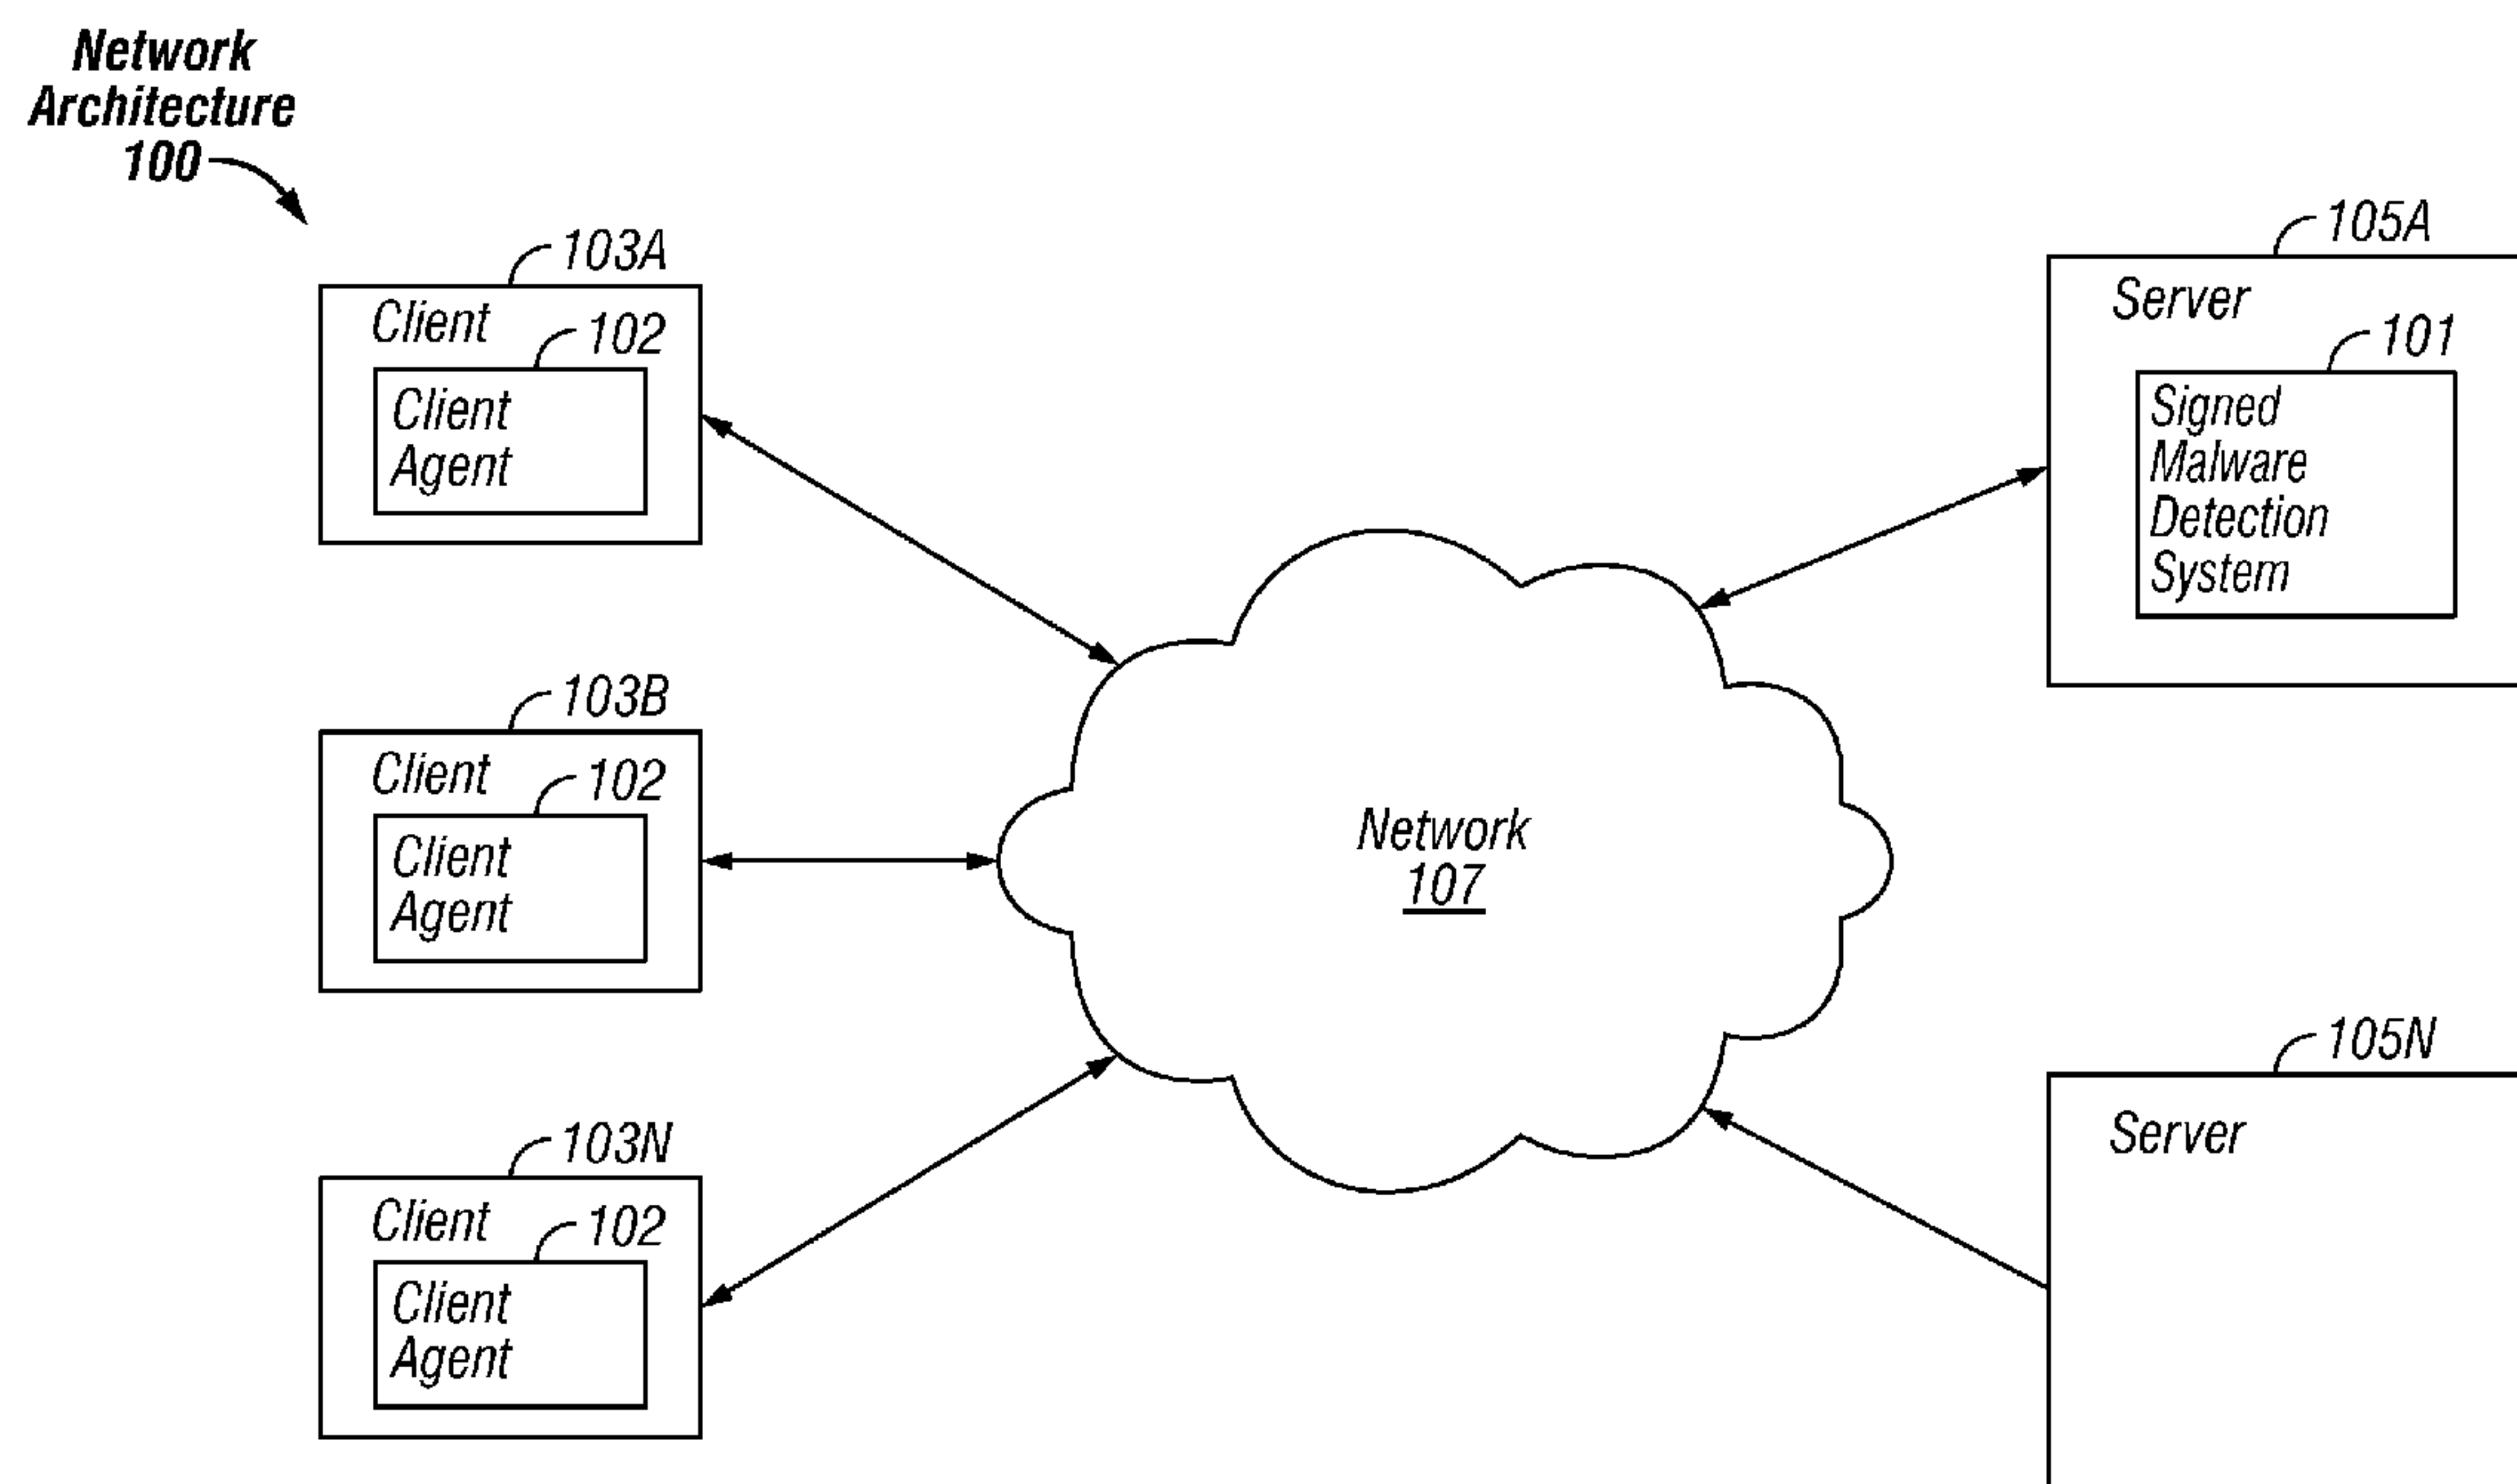 Network
Architecture
100
103A
Client
102
Client
Agent
103B
Client
102
Client
Agent
103N
Client
102
Client
Agent
Network
107
105A
Server
101
Signed
Malware
Detection
System
105N
Server